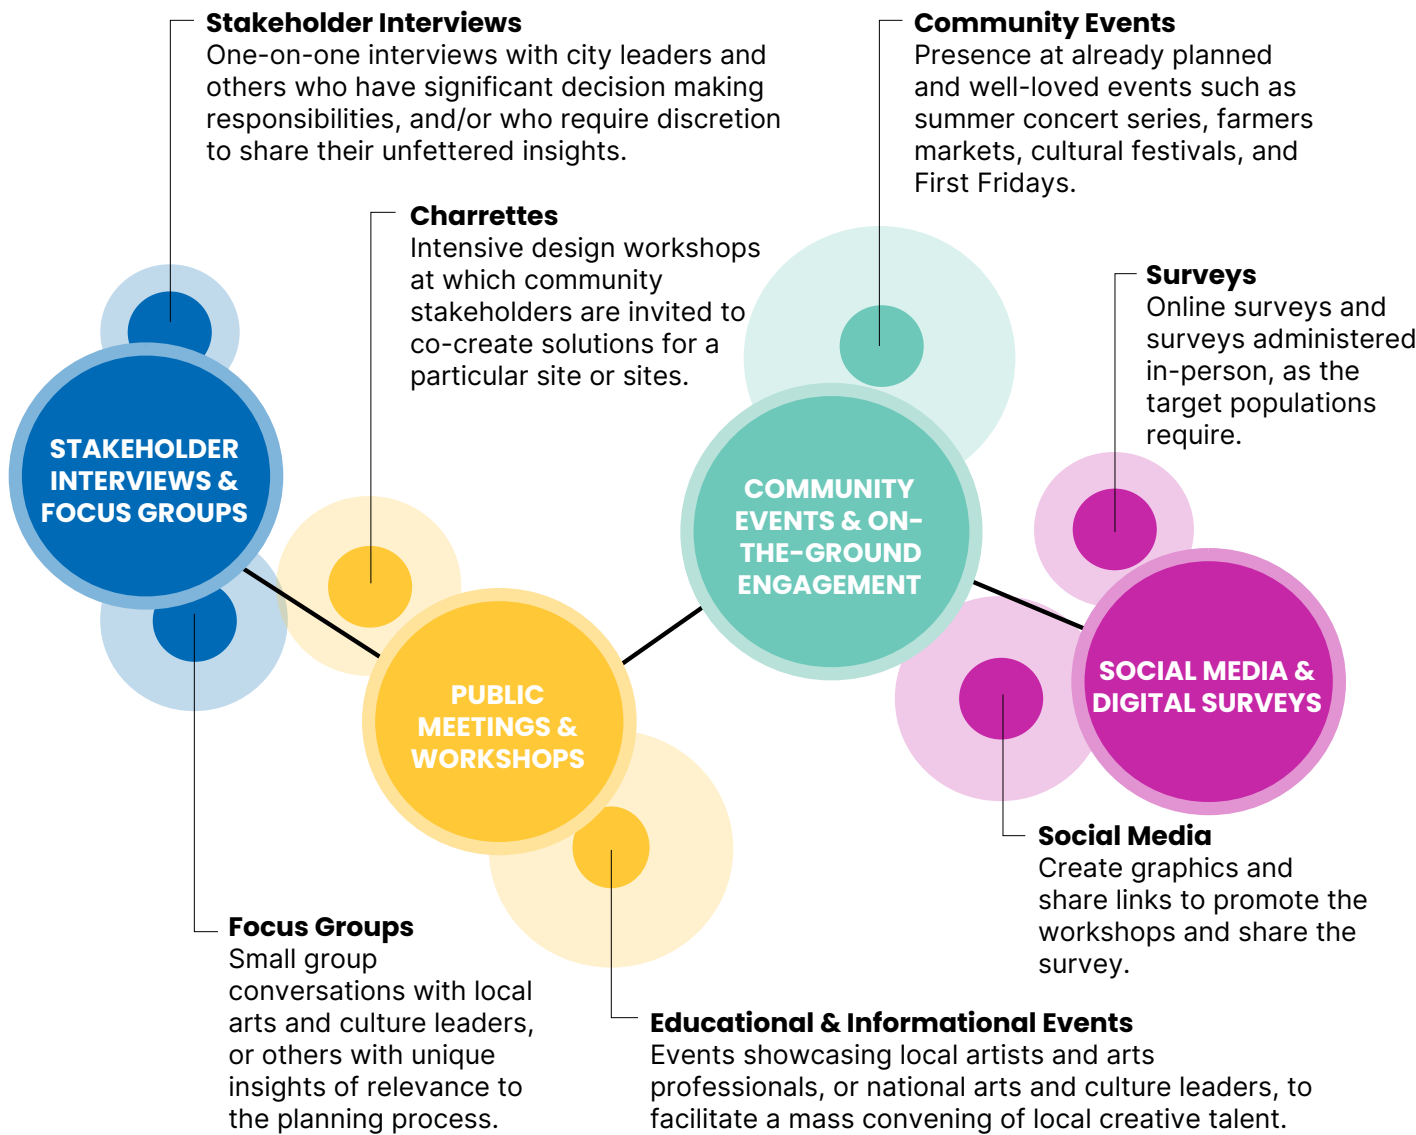 Stakeholder Interviews
One-on-one interviews with city leaders and
others who have significant decision making
responsibilities, and/or who require discretion
to share their unfettered insights.
Community Events
Presence at already planned
and well-loved events such as
summer concert series, farmers
markets, cultural festivals, and
First Fridays.
Charrettes
Intensive design workshops
at which community
stakeholders are invited to
co-create solutions for a
particular site or sites.
Surveys
Online surveys and
surveys administered
in-person, as the
target populations
require.
STAKEHOLDER
INTERVIEWS &
FOCUS GROUPS
COMMUNITY
EVENTS & ON-
THE-GROUND
ENGAGEMENT
PUBLIC
MEETINGS &
WORKSHOPS
SOCIAL MEDIA &
DIGITAL SURVEYS
Social Media
Create graphics and
share links to promote the
workshops and share the
survey.
Focus Groups
Small group
conversations with local
arts and culture leaders,
or others with unique
insights of relevance to
the planning process.
Educational & Informational Events
Events showcasing local artists and arts
professionals, or national arts and culture leaders, to
facilitate a mass convening of local creative talent.